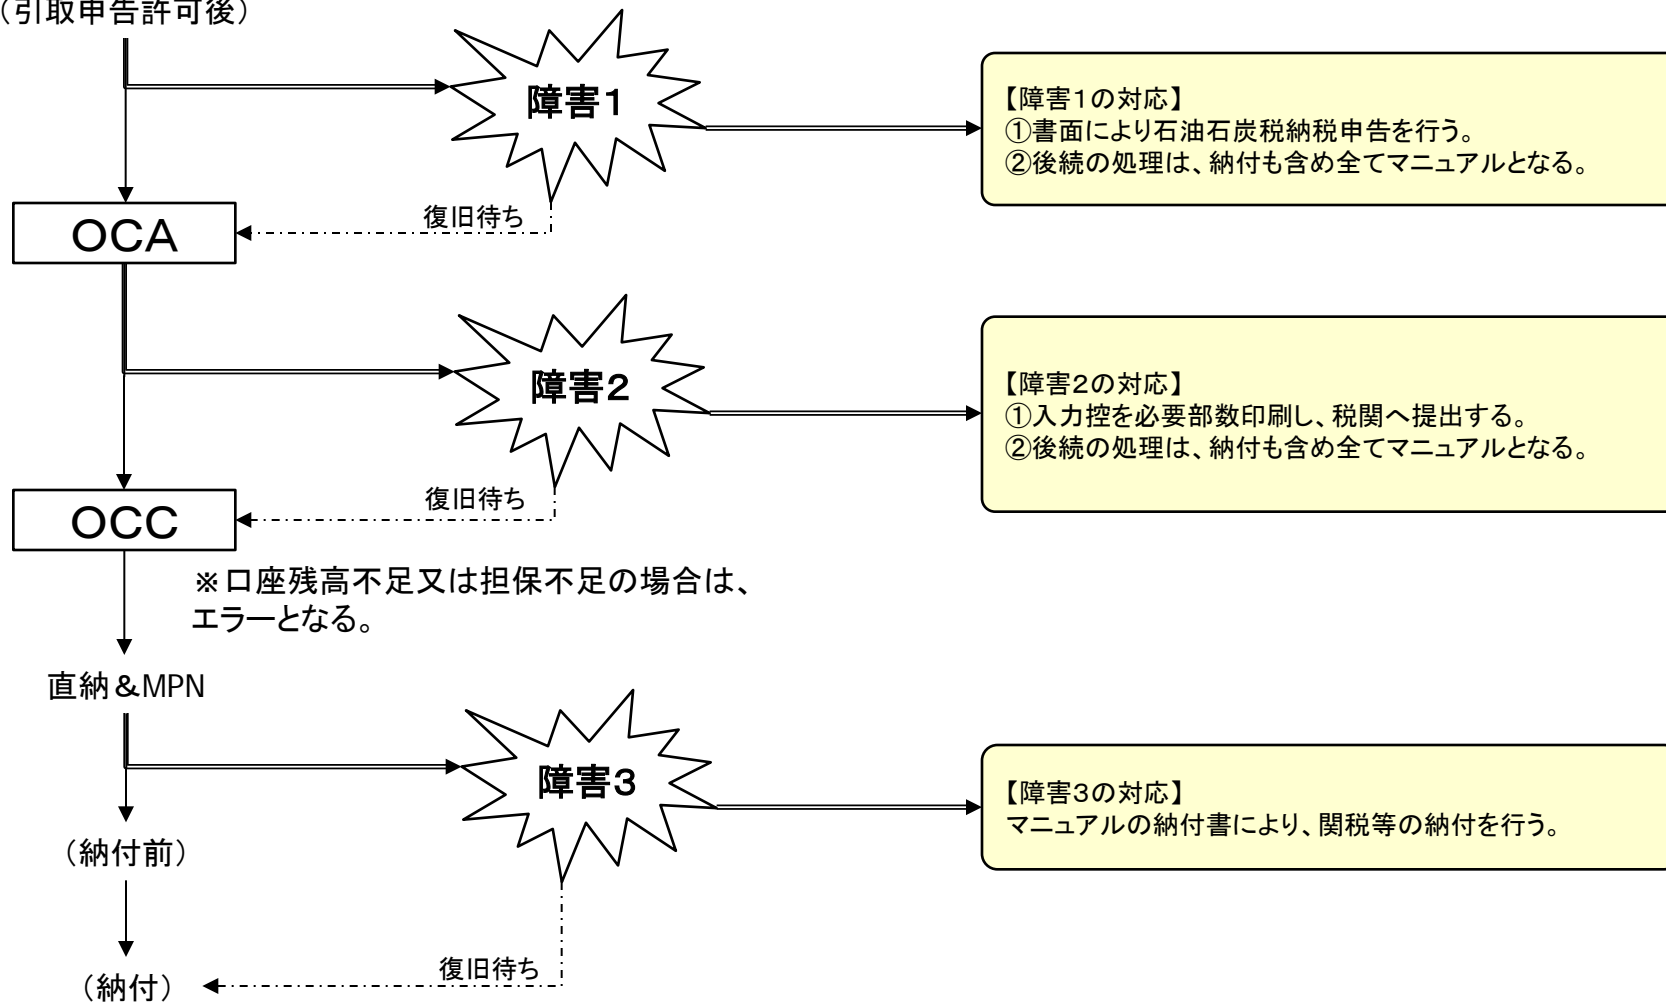 （引取申告許可後）
障害１
【障害１の対応】
①書面により石油石炭税納税申告を行う。
②後続の処理は、納付も含め全てマニュアルとなる。
復旧待ち
ＯＣＡ
障害２
【障害２の対応】
①入力控を必要部数印刷し、税関へ提出する。
②後続の処理は、納付も含め全てマニュアルとなる。
復旧待ち
ＯＣＣ
※口座残高不足又は担保不足の場合は、
エラーとなる。
直納＆MPN
障害３
【障害３の対応】
マニュアルの納付書により、関税等の納付を行う。
（納付前）
復旧待ち
（納付）